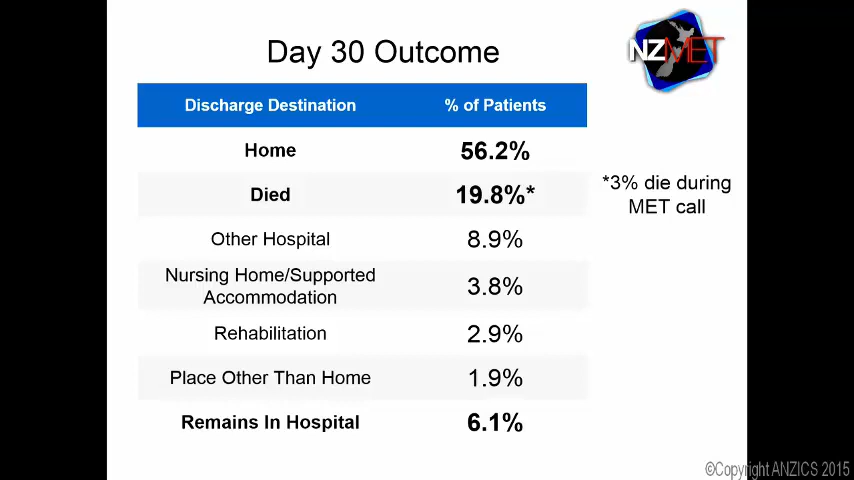 Day 30 Outcome
NZMET
Discharge Destination % of Patients
Home 56.2%
Died 19.8%*
*3% die during
MET call
Other Hospital 8.9%
Nursing Home/Supported
Accommodation 3.8%
Rehabilitation 2.9%
Place Other Than Home 1.9%
Remains In Hospital 6.1%
©Copyright ANZICS 2015